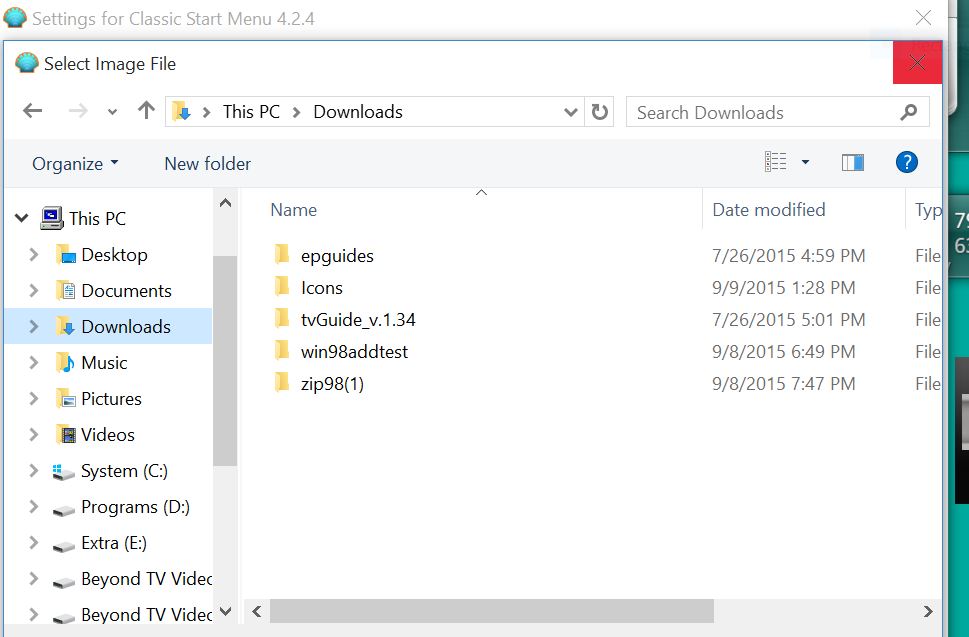 Settings for Classic Start Menu 4.2.4
Select Image File
This PC Downloads
Search Downloads
Organize New folder
?
This PC
Desktop
Documents
Downloads
Music
Pictures
Videos
System (C:)
Programs (D:)
Extra (E:)
Beyond TV Videc
Beyond TV Videc
Name Date modified Typ
epguides 7/26/2015 4:59 PM File
Icons 9/9/2015 1:28 PM File
tvGuide_v.1.34 7/26/2015 5:01 PM File
win98addtest 9/8/2015 6:49 PM File
zip98(1) 9/8/2015 7:47 PM File
79
63